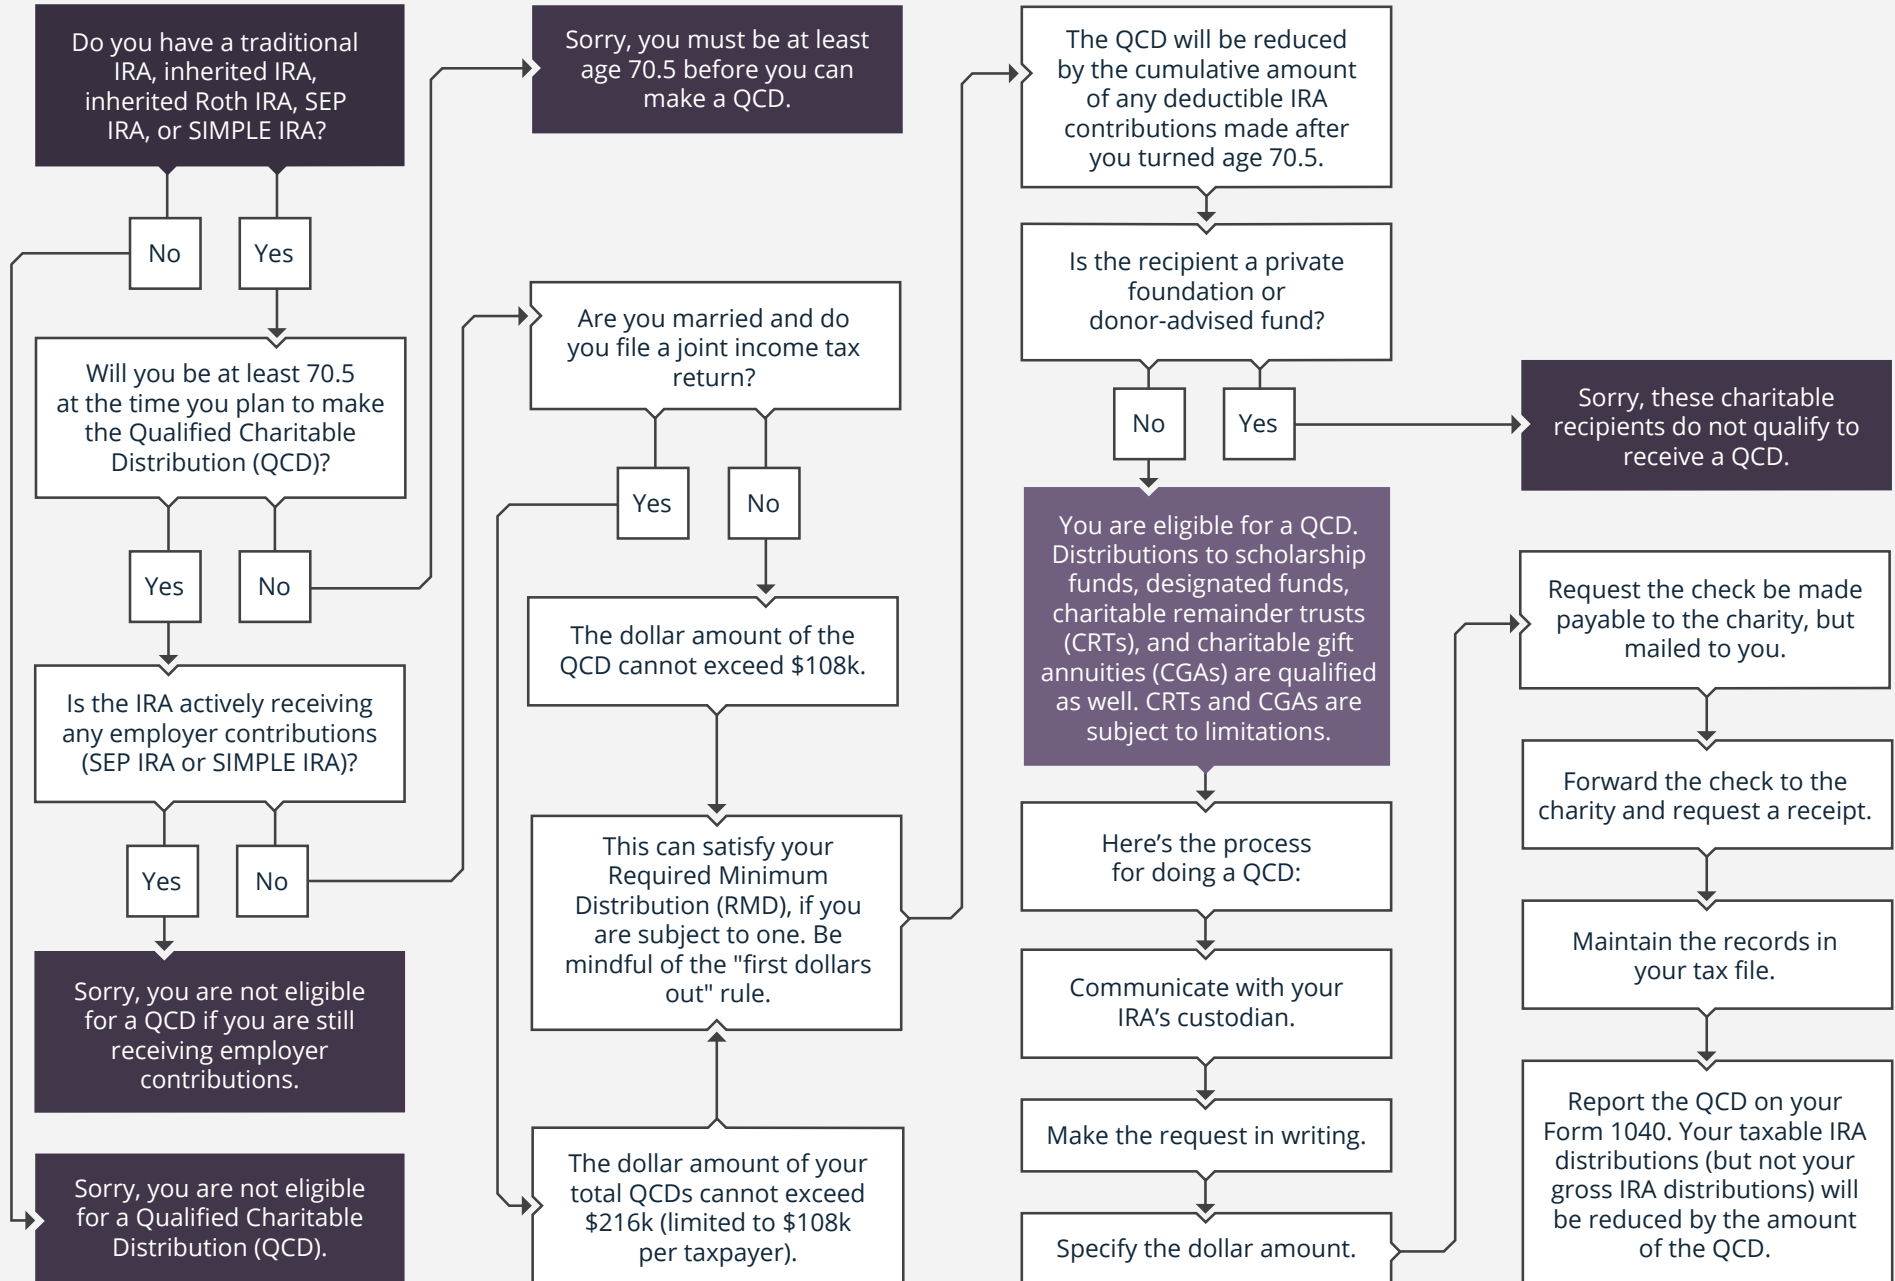 Do you have a traditional
IRA, inherited IRA,
inherited Roth IRA, SEP
IRA, or SIMPLE IRA?
No
Yes
Will you be at least 70.5
at the time you plan to make
the Qualified Charitable
Distribution (QCD)?
Yes
No
Is the IRA actively receiving
any employer contributions
(SEP IRA or SIMPLE IRA)?
Yes
No
Sorry, you are not eligible
for a QCD if you are still
receiving employer
contributions.
Sorry, you are not eligible
for a Qualified Charitable
Distribution (QCD).
Sorry, you must be at least
age 70.5 before you can
make a QCD.
Are you married and do
you file a joint income tax
return?
Yes
No
The dollar amount of the
QCD cannot exceed $108k.
This can satisfy your
Required Minimum
Distribution (RMD), if you
are subject to one. Be
mindful of the "first dollars
out" rule.
The dollar amount of your
total QCDs cannot exceed
$216k (limited to $108k
per taxpayer).
The QCD will be reduced
by the cumulative amount
of any deductible IRA
contributions made after
you turned age 70.5.
Is the recipient a private
foundation or
donor-advised fund?
No
Yes
Sorry, these charitable
recipients do not qualify to
receive a QCD.
You are eligible for a QCD.
Distributions to scholarship
funds, designated funds,
charitable remainder trusts
(CRTs), and charitable gift
annuities (CGAs) are qualified
as well. CRTs and CGAs are
subject to limitations.
Here’s the process
for doing a QCD:
Communicate with your
IRA’s custodian.
Make the request in writing.
Specify the dollar amount.
Request the check be made
payable to the charity, but
mailed to you.
Forward the check to the
charity and request a receipt.
Maintain the records in
your tax file.
Report the QCD on your
Form 1040. Your taxable IRA
distributions (but not your
gross IRA distributions) will
be reduced by the amount
of the QCD.